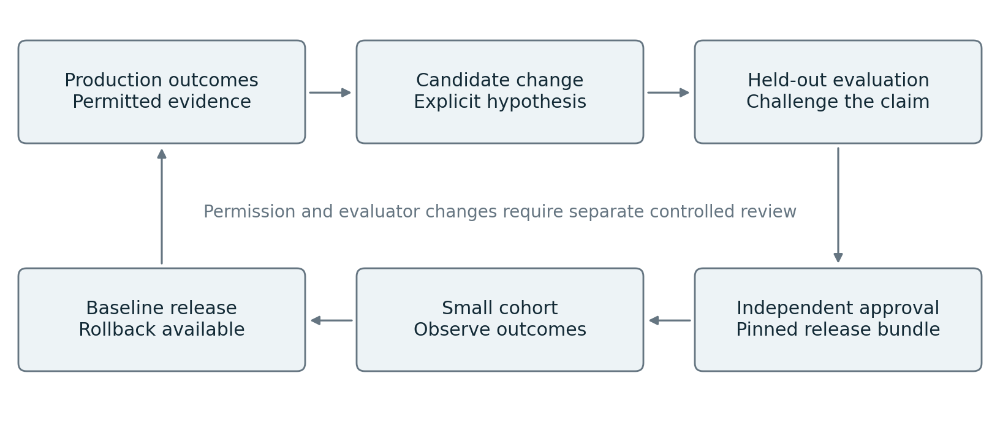 Production outcomes
Permitted evidence
Candidate change
Explicit hypothesis
Held-out evaluation
Challenge the claim
Permission and evaluator changes require separate controlled review
Baseline release
Rollback available
Small cohort
Observe outcomes
Independent approval
Pinned release bundle